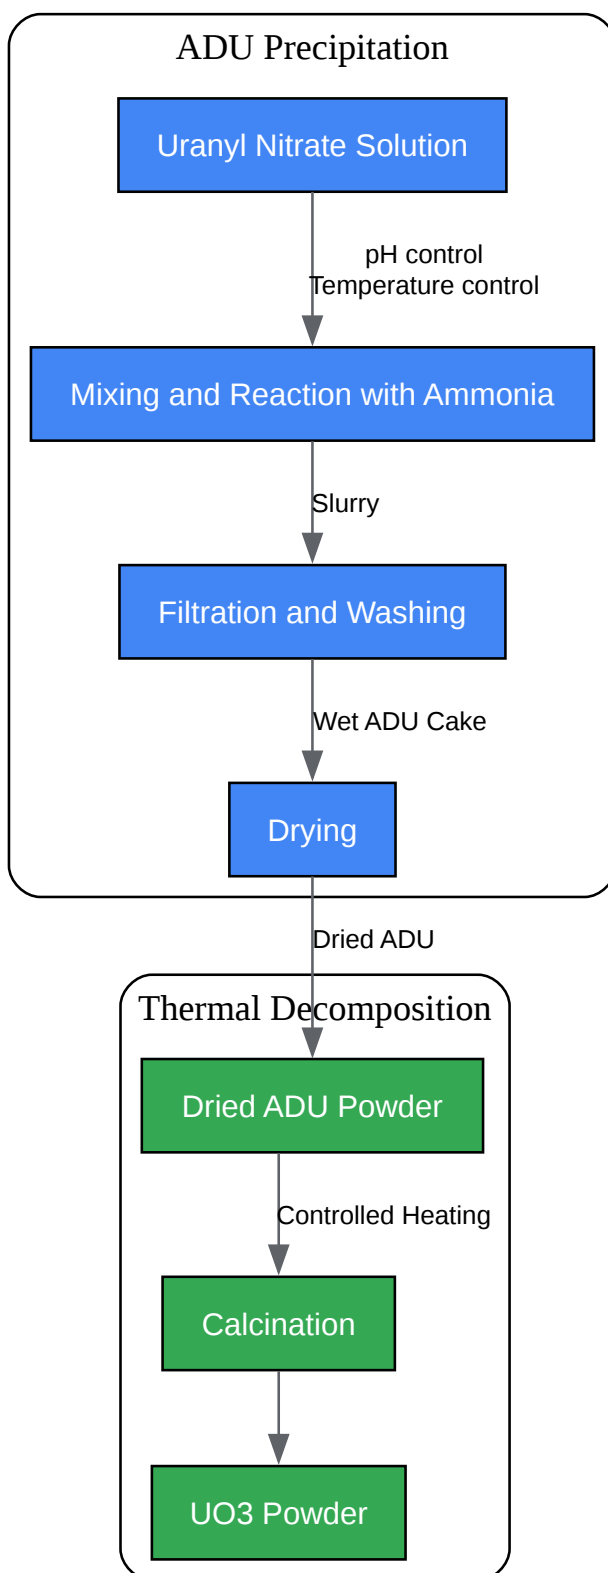 ADU Precipitation
Uranyl Nitrate Solution
pH control
Temperature control
Mixing and Reaction with Ammonia
Slurry
Filtration and Washing
Wet ADU Cake
Drying
Dried ADU
Thermal Decomposition
Dried ADU Powder
Controlled Heating
Calcination
UO3 Powder